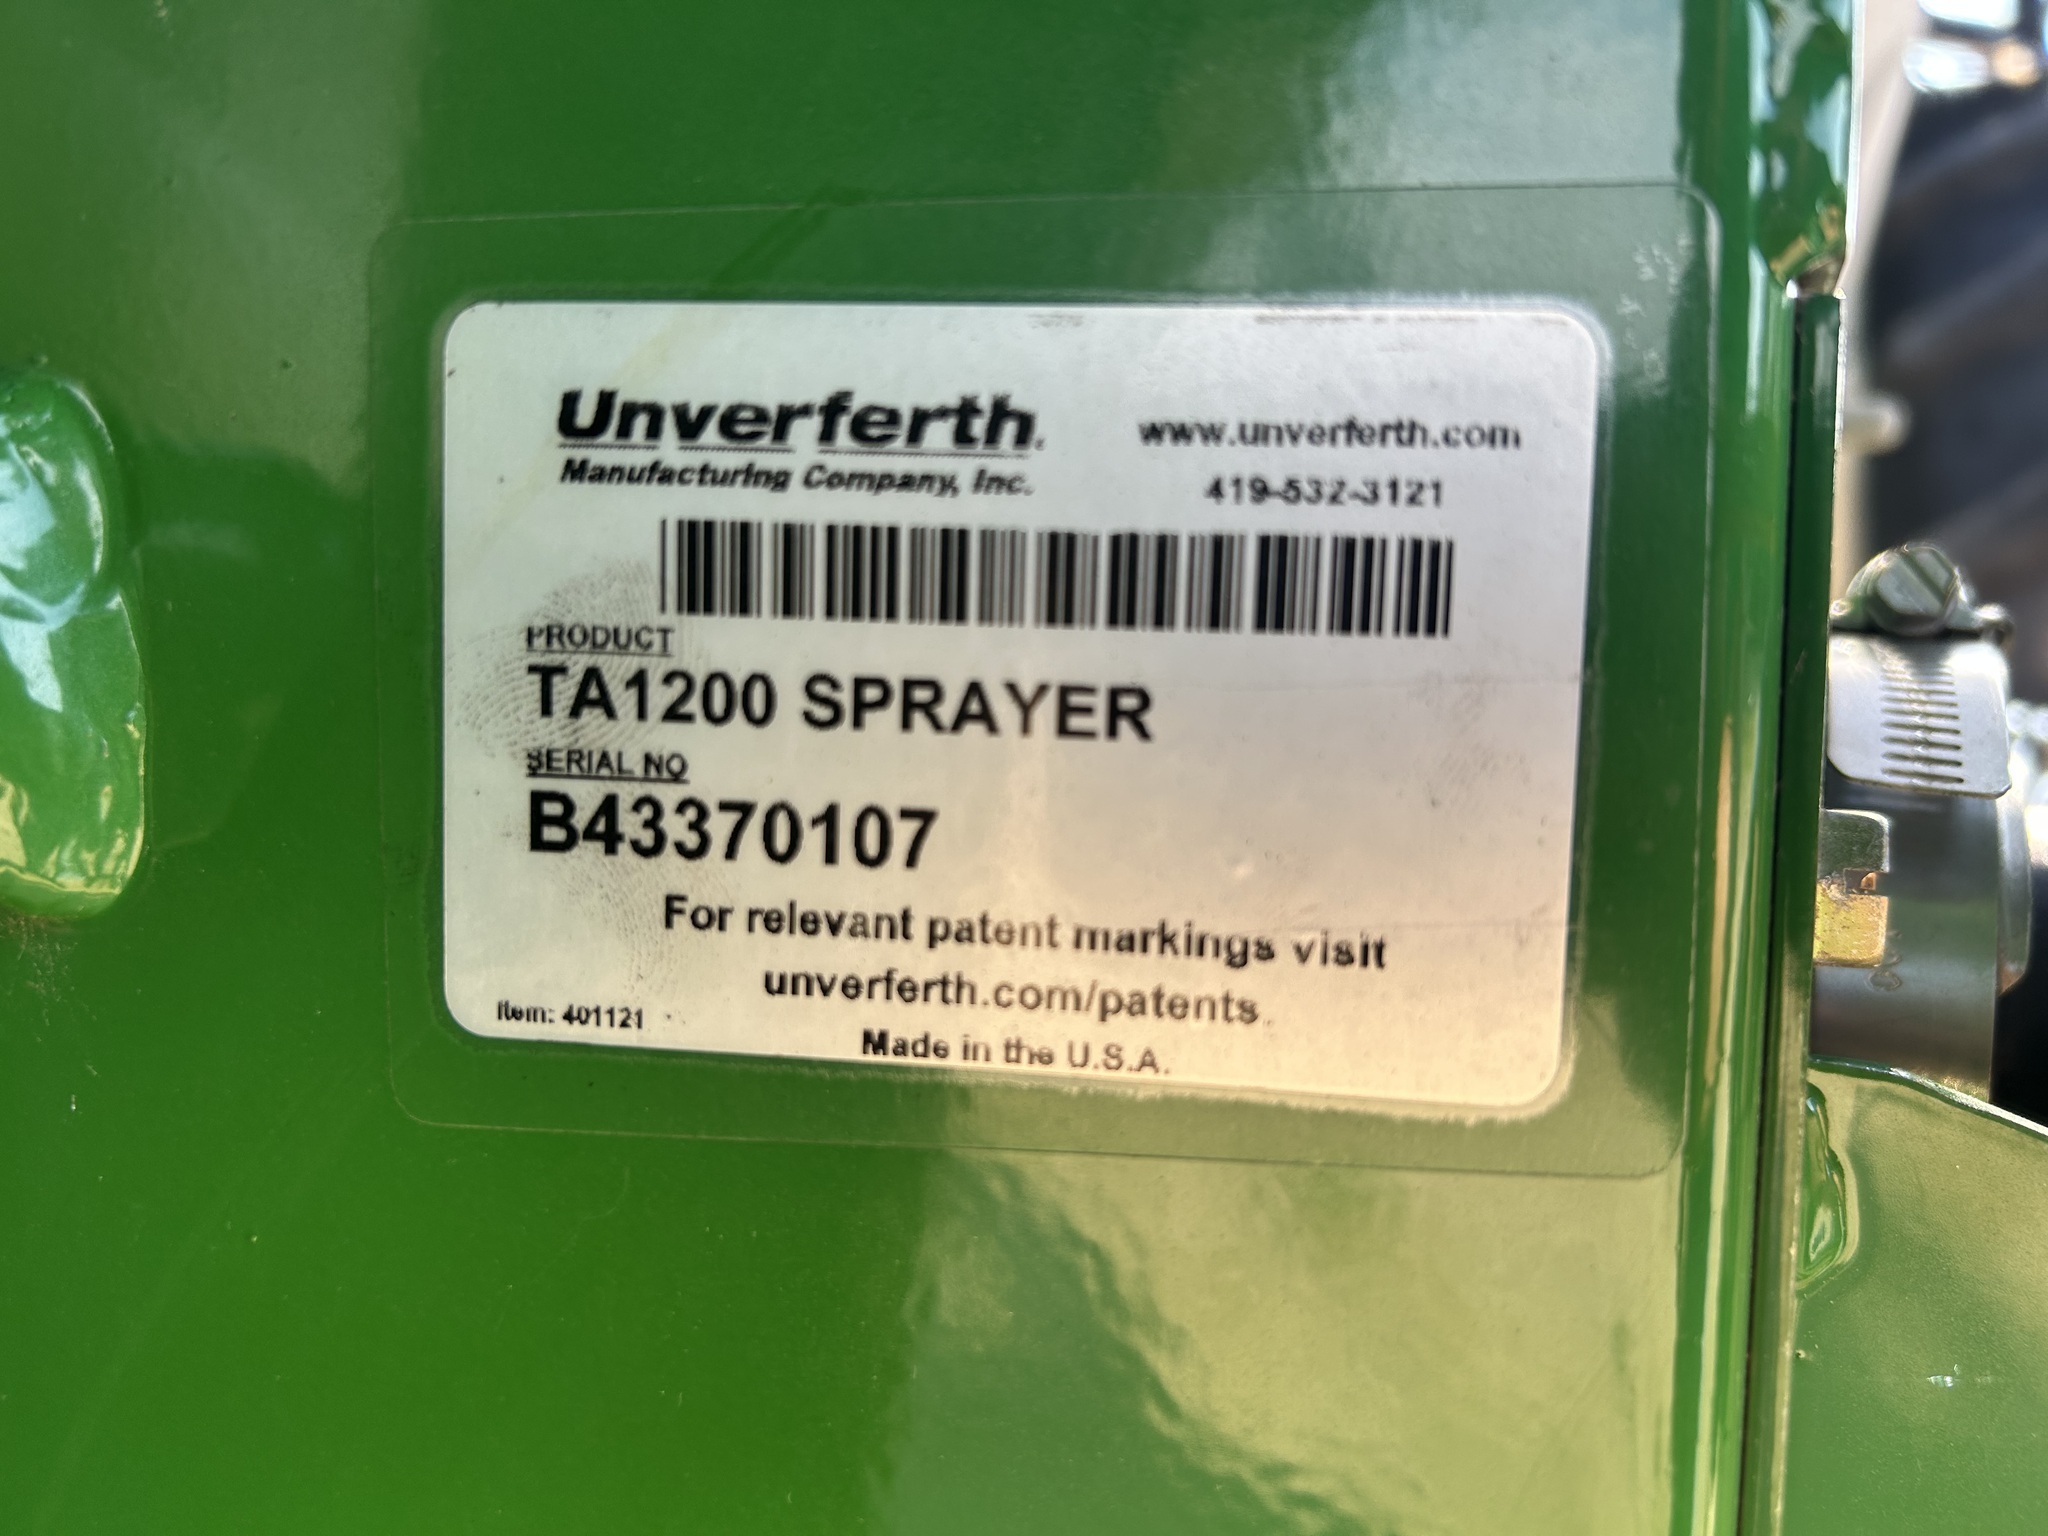 Unverferth
Manufacturing Company, Inc.
www.unverferth.com
419-532-3121
PRODUCT
TA1200 SPRAYER
SERIAL NO
B43370107
For relevant patent markings visit
unverferth.com/patents
Item: 401121
Made in the U.S.A.